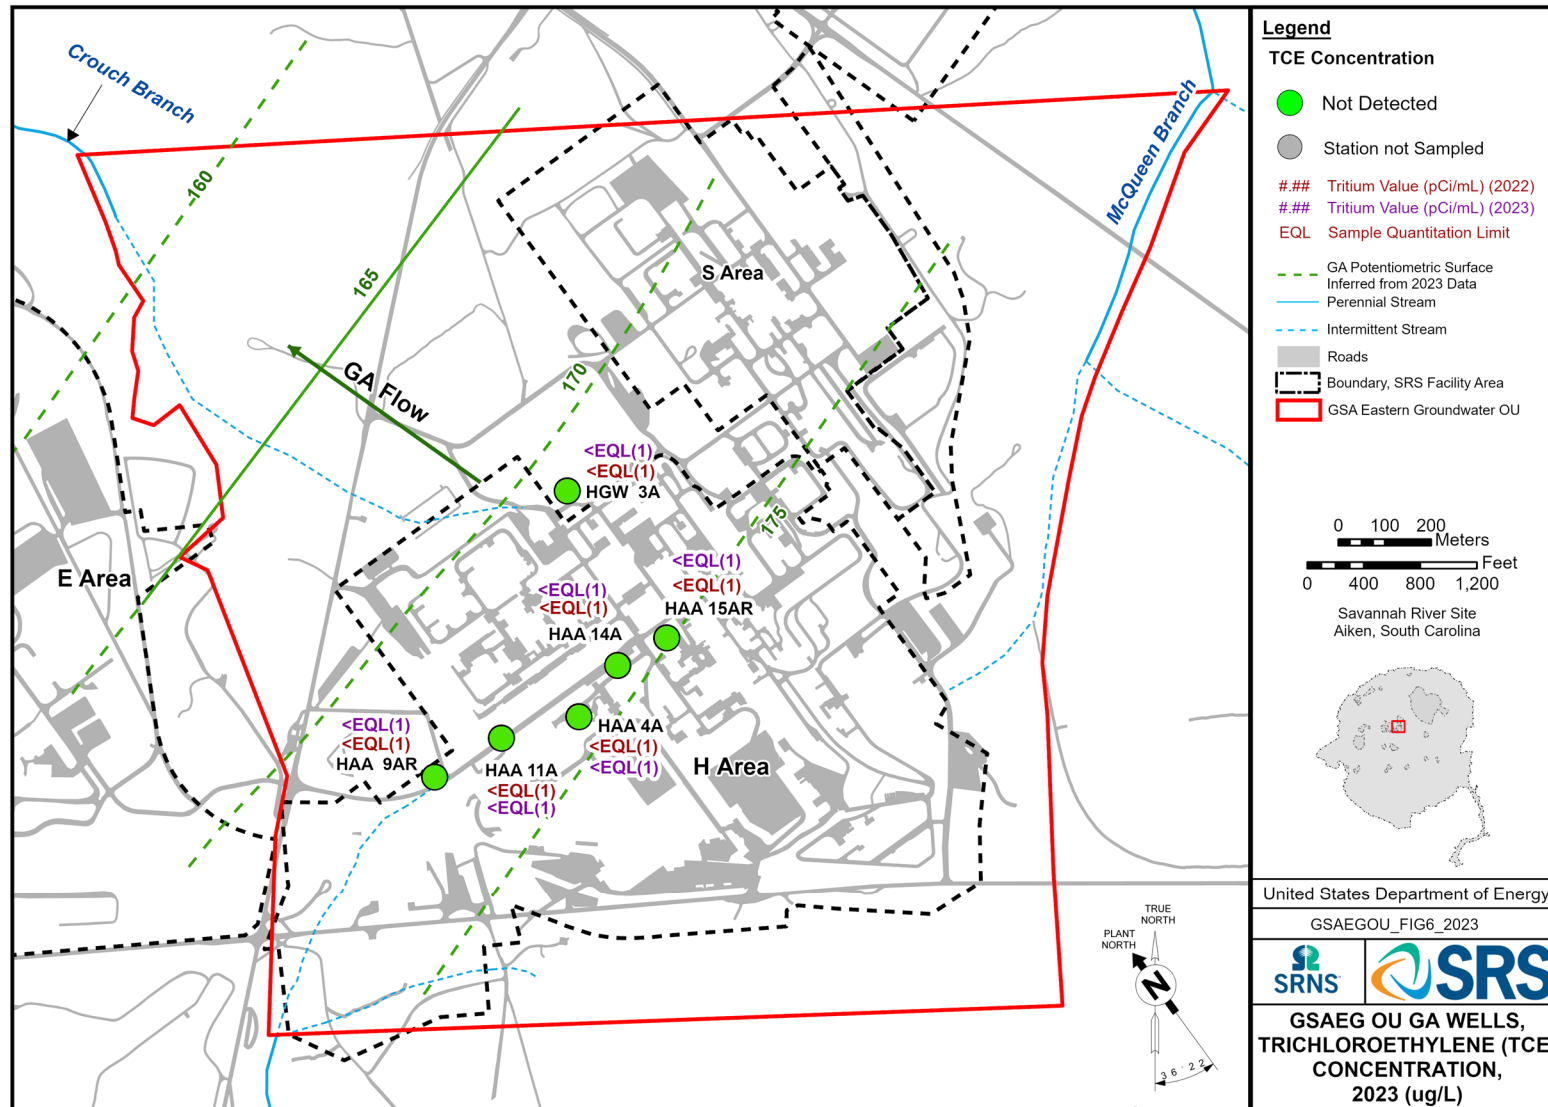 Crouch Branch
160
165
170
175
GA Flow
McQueen Branch
S Area
E Area
H Area
<EQL(1)
<EQL(1)
HGW 3A
<EQL(1)
<EQL(1)
HAA 15AR
<EQL(1)
<EQL(1)
HAA 14A
HAA 4A
<EQL(1)
<EQL(1)
<EQL(1)
<EQL(1)
HAA 9AR
HAA 11A
<EQL(1)
<EQL(1)
TRUE
NORTH
PLANT
NORTH
N
36°22'
Legend
TCE Concentration
Not Detected
Station not Sampled
#.## Tritium Value (pCi/mL) (2022)
#.## Tritium Value (pCi/mL) (2023)
EQL Sample Quantitation Limit
GA Potentiometric Surface
Inferred from 2023 Data
Perennial Stream
Intermittent Stream
Roads
Boundary, SRS Facility Area
GSA Eastern Groundwater OU
0 100 200
Meters
Feet
0 400 800 1,200
Savannah River Site
Aiken, South Carolina
United States Department of Energy
GSAEGOU_FIG6_2023
SRNS
SRS
GSAEG OU GA WELLS,
TRICHLOROETHYLENE (TCE
CONCENTRATION,
2023 (ug/L)